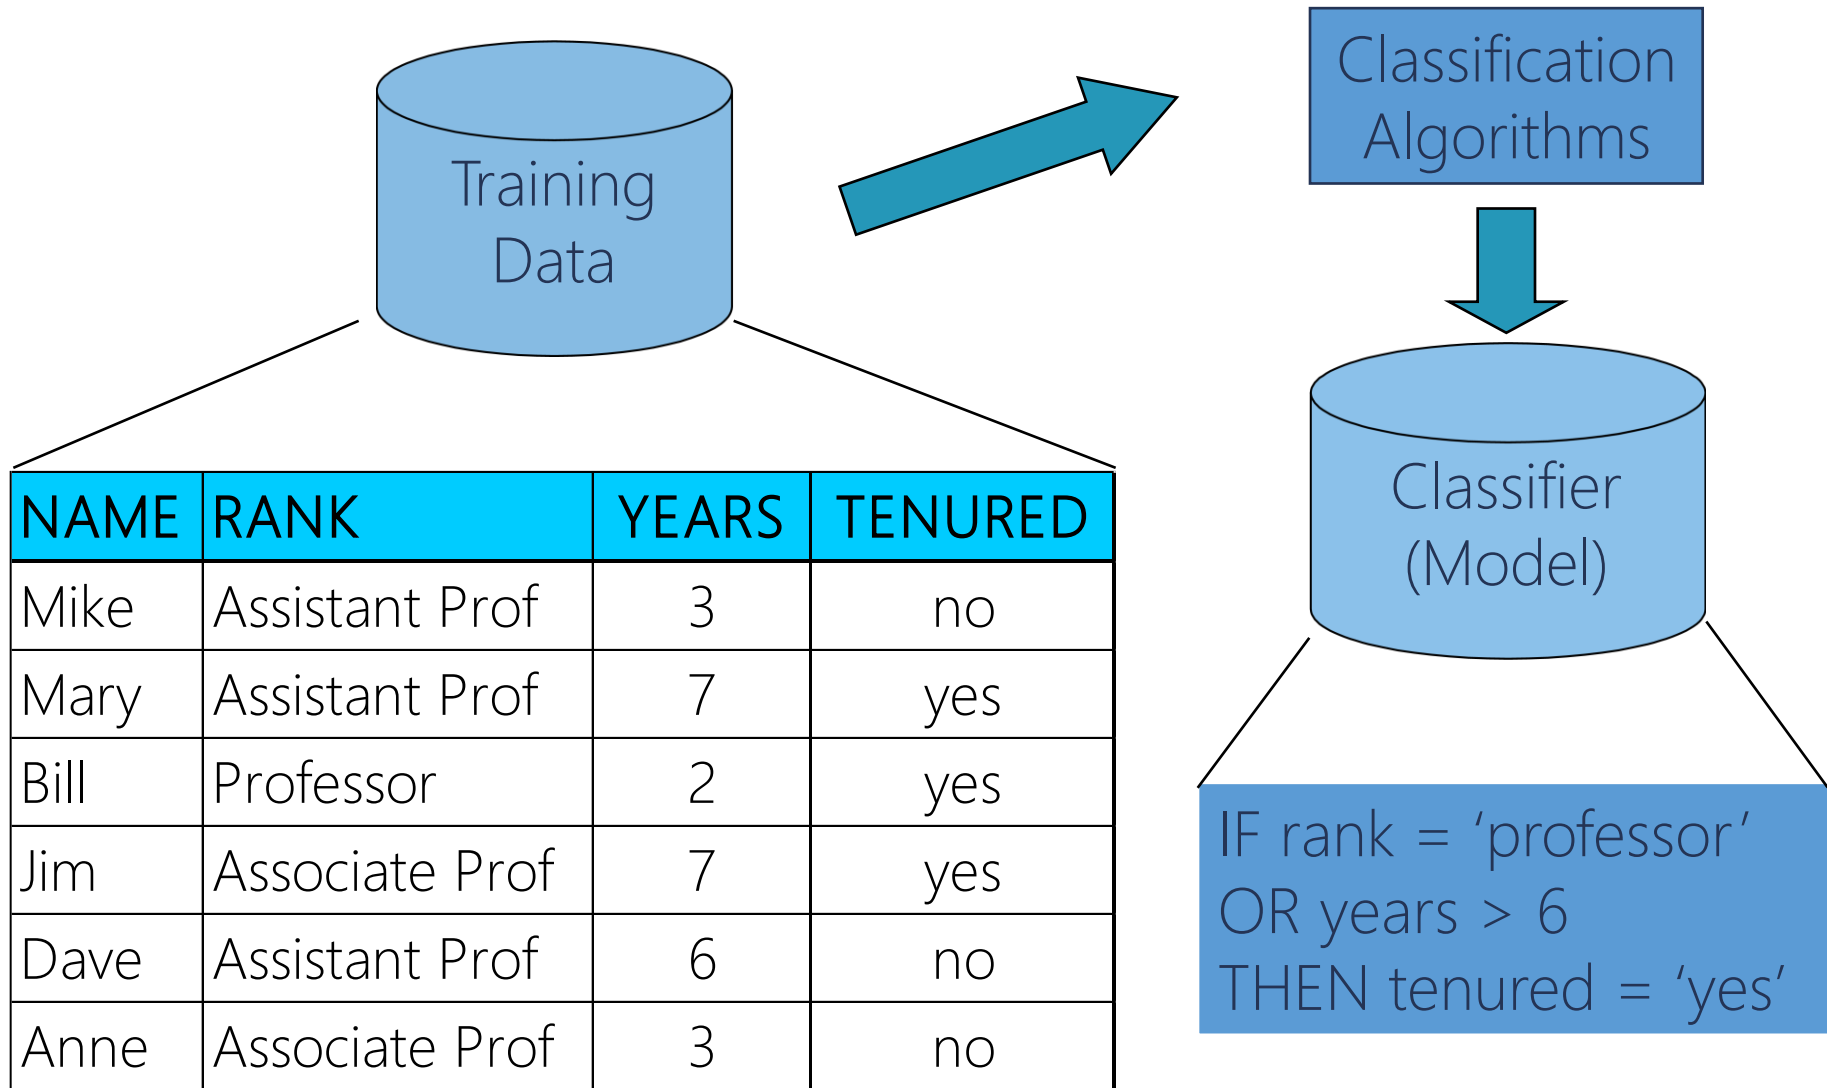 Training
Data
Classification
Algorithms
NAME RANK YEARS TENURED
Mike Assistant Prof 3 no
Mary Assistant Prof 7 yes
Bill Professor 2 yes
Jim Associate Prof 7 yes
Dave Assistant Prof 6 no
Anne Associate Prof 3 no
Classifier
(Model)
IF rank = ‘professor’
OR years > 6
THEN tenured = ‘yes’